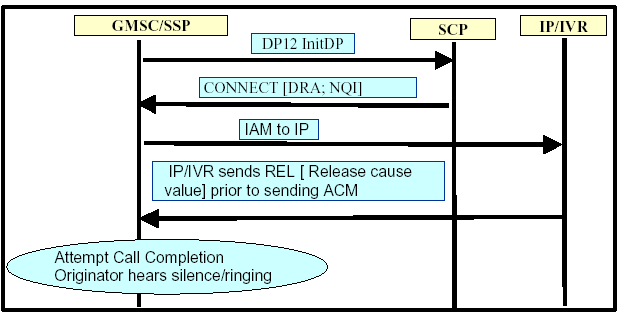 GMSC/SSP
SCP
IP/IVR
DP12 InitDP
CONNECT [DRA; NQI]
IAM to IP
IP/IVR sends REL [ Release cause
value] prior to sending ACM
Attempt Call Completion
Originator hears silence/ringing